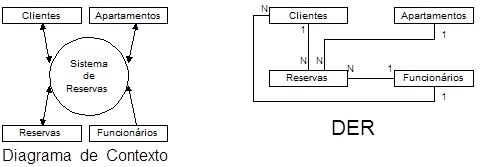 Clientes
Apartamentos
Sistema
de
Reservas
Reservas
Funcionários
Diagrama de Contexto
N
Clientes
Apartamentos
1
1
N
N
Reservas
N
1
Funcionários
1
DER